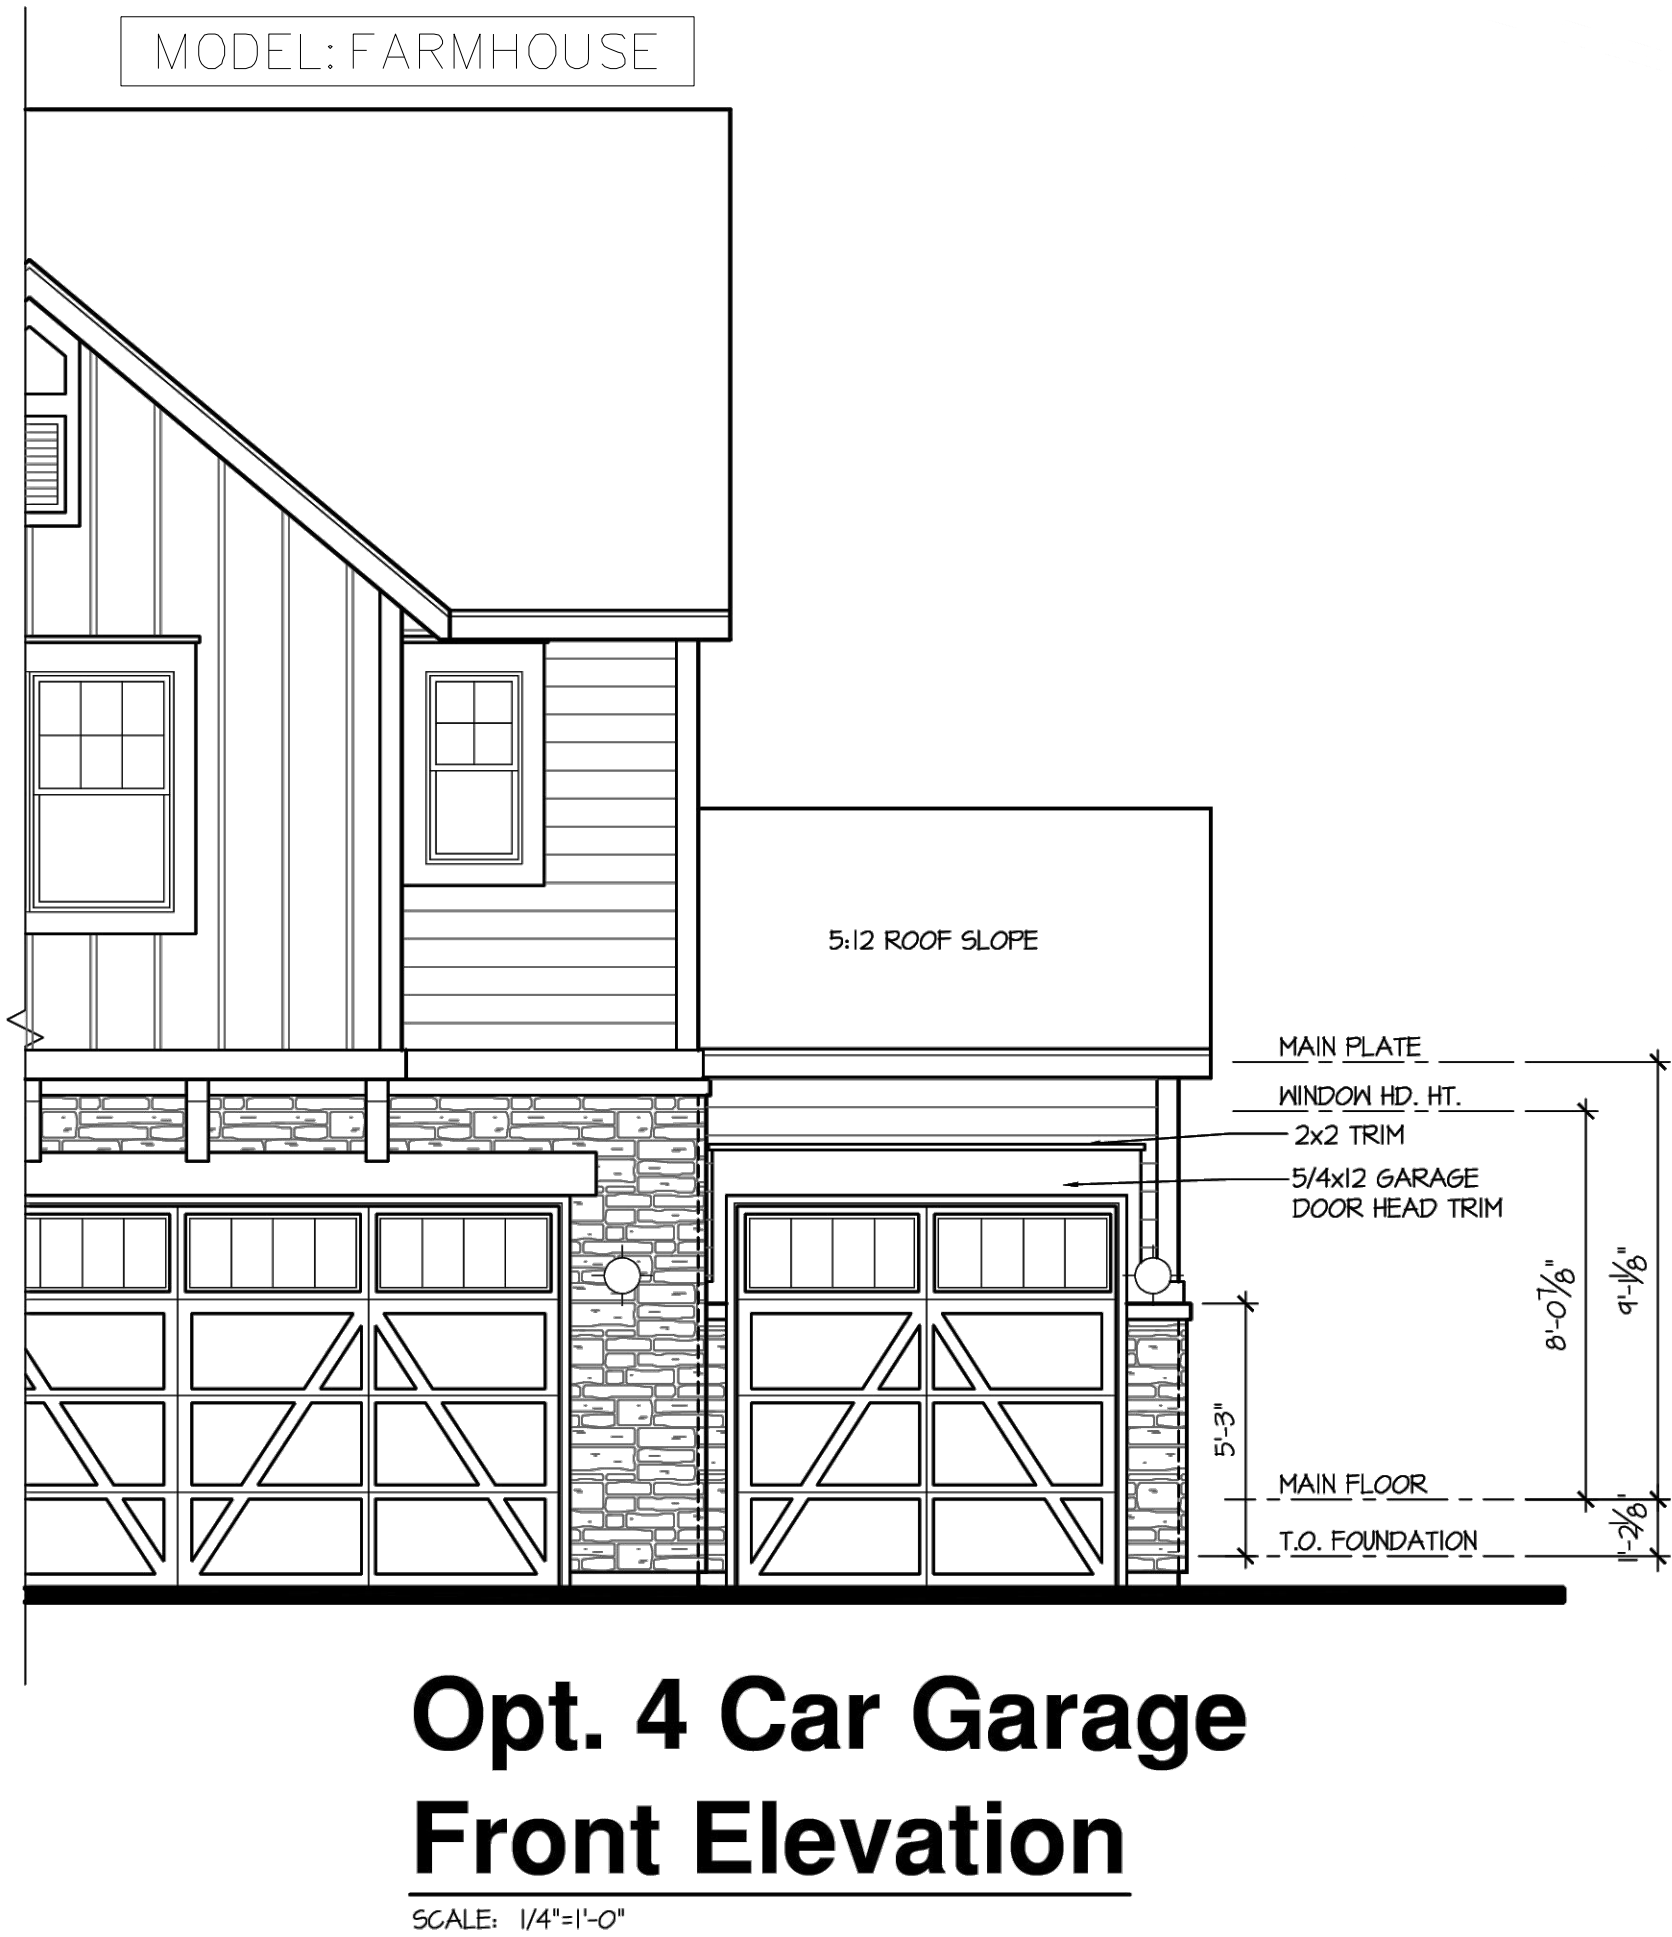 MODEL: FARMHOUSE
5:12 ROOF SLOPE
MAIN PLATE
WINDOW HD. HT.
2x2 TRIM
5/4x12 GARAGE
DOOR HEAD TRIM
8'-0 7/8"
9'-1 1/8"
5'-3"
MAIN FLOOR
1'-2 1/8"
T.O. FOUNDATION
Opt. 4 Car Garage
Front Elevation
SCALE: 1/4"=1'-0"